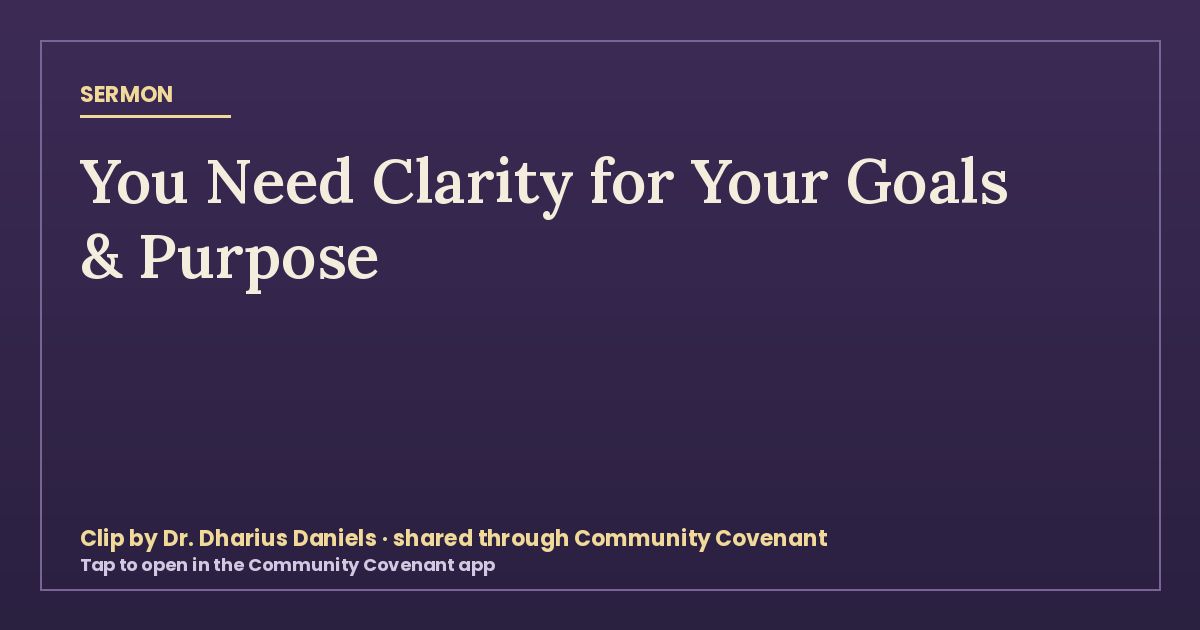 SERMON
You Need Clarity for Your Goals
& Purpose
Clip by Dr. Dharius Daniels · shared through Community Covenant
Tap to open in the Community Covenant app